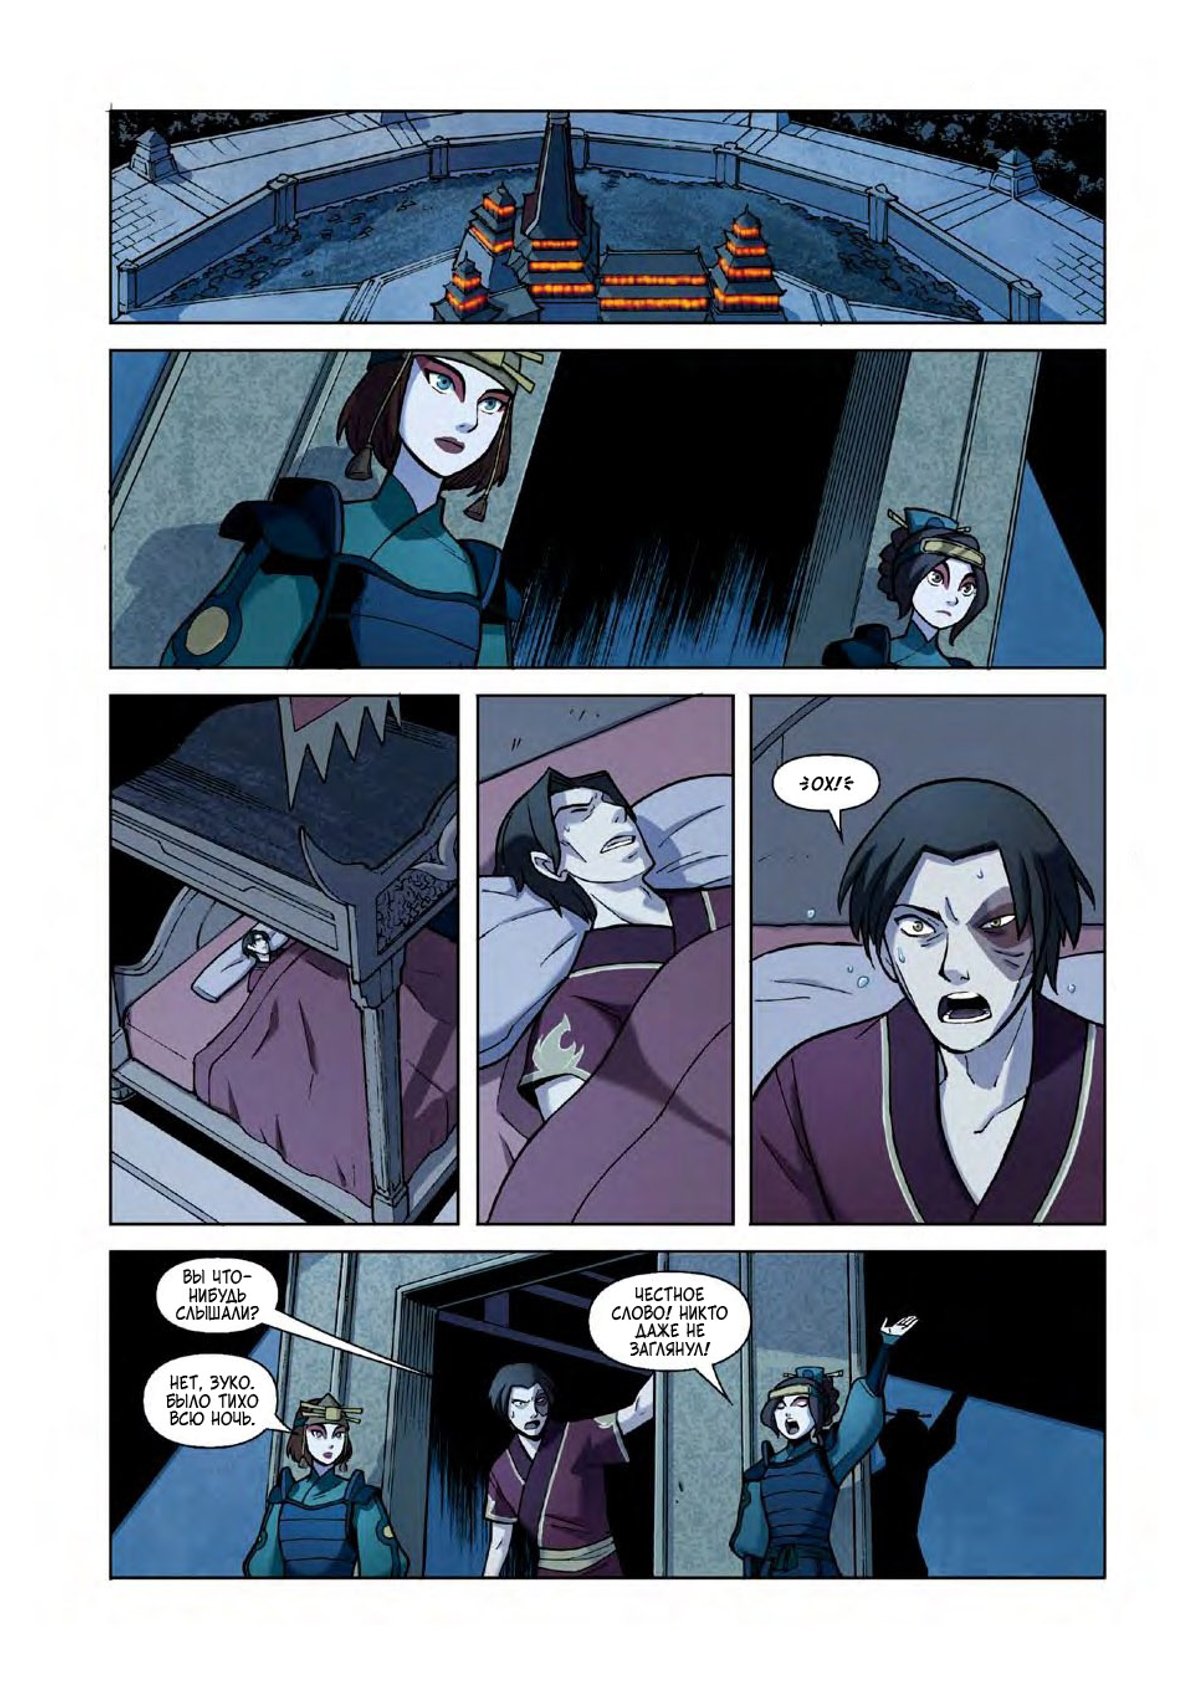 ОХ!
ВЫ ЧТО-
НИБУДЬ
СЛЫШАЛИ?
НЕТ, ЗУКО.
БЫЛО ТИХО
ВСЮ НОЧЬ.
ЧЕСТНОЕ
СЛОВО! НИКТО
ДАЖЕ НЕ
ЗАГЛЯНУЛ!